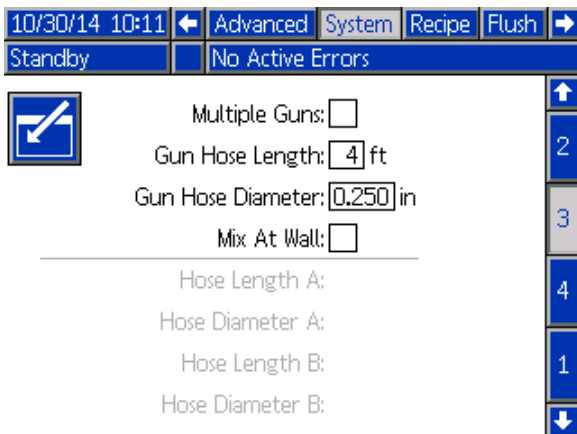 10/30/14 10:11 Advanced System Recipe Flush
Standby No Active Errors
Multiple Guns:
Gun Hose Length: 4 ft
Gun Hose Diameter: 0.250 in
Mix At Wall:
Hose Length A:
Hose Diameter A:
Hose Length B:
Hose Diameter B:
2
3
4
1